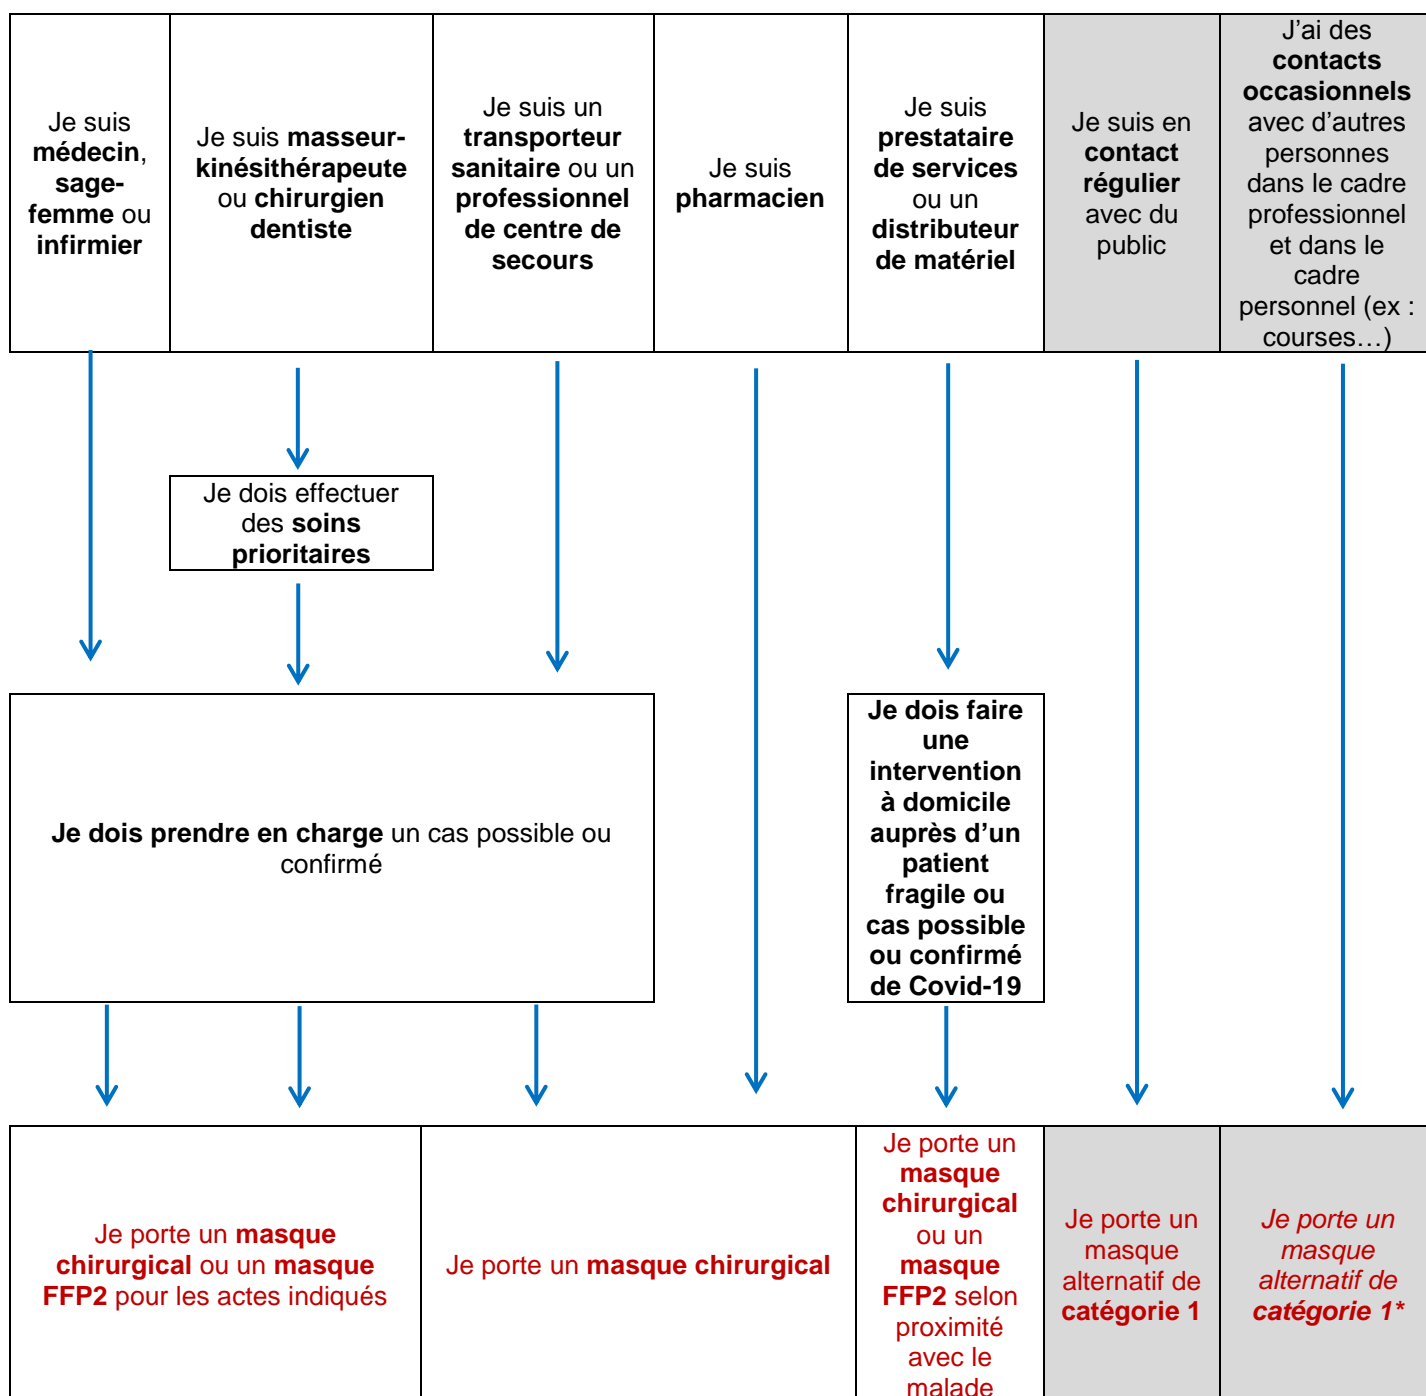 Je suis
médecin,
sage-
femme ou
infirmier
Je suis masseur-
kinésithérapeute
ou chirurgien
dentiste
Je suis un
transporteur
sanitaire ou un
professionnel
de centre de
secours
Je suis
pharmacien
Je suis
prestataire
de services
ou un
distributeur
de matériel
Je suis en
contact
régulier
avec du
public
J’ai des
contacts
occasionnels
avec d’autres
personnes
dans le cadre
professionnel
et dans le
cadre
personnel (ex :
courses…)
Je dois effectuer
des soins
prioritaires
Je dois prendre en charge un cas possible ou
confirmé
Je dois faire
une
intervention
à domicile
auprès d’un
patient
fragile ou
cas possible
ou confirmé
de Covid-19
Je porte un masque
chirurgical ou un masque
FFP2 pour les actes indiqués
Je porte un masque chirurgical
Je porte un
masque
chirurgical
ou un
masque
FFP2 selon
proximité
avec le
malade
Je porte un
masque
alternatif de
catégorie 1
Je porte un
masque
alternatif de
catégorie 1*